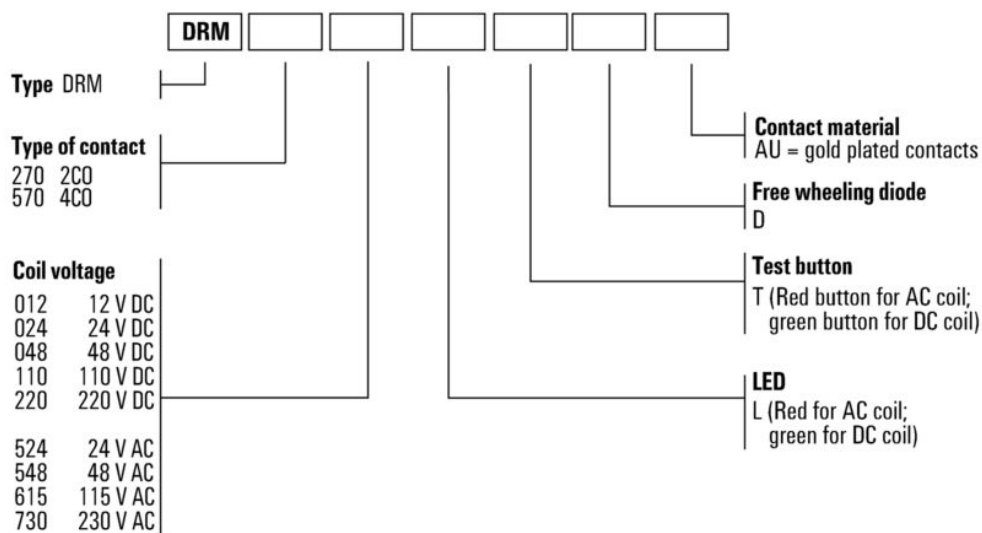 DRM
Type DRM
Type of contact
270 2CO
570 4CO
Coil voltage
012 12 V DC
024 24 V DC
048 48 V DC
110 110 V DC
220 220 V DC
524 24 V AC
548 48 V AC
615 115 V AC
730 230 V AC
Contact material
AU = gold plated contacts
Free wheeling diode
D
Test button
T (Red button for AC coil;
green button for DC coil)
LED
L (Red for AC coil;
green for DC coil)